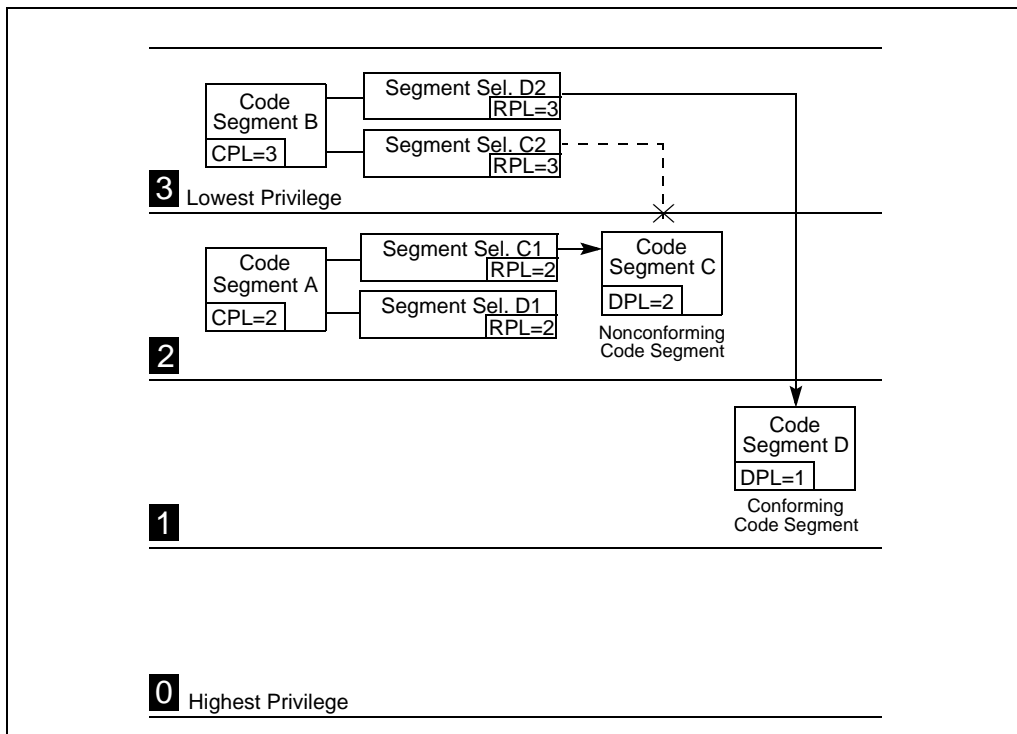 Segment Sel. D2
RPL=3
Code
Segment B
CPL=3
Segment Sel. C2
RPL=3
3 Lowest Privilege
Segment Sel. C1
RPL=2
Code
Segment A
CPL=2
Segment Sel. D1
RPL=2
Code
Segment C
DPL=2
Nonconforming
Code Segment
2
Code
Segment D
DPL=1
Conforming
Code Segment
1
0 Highest Privilege